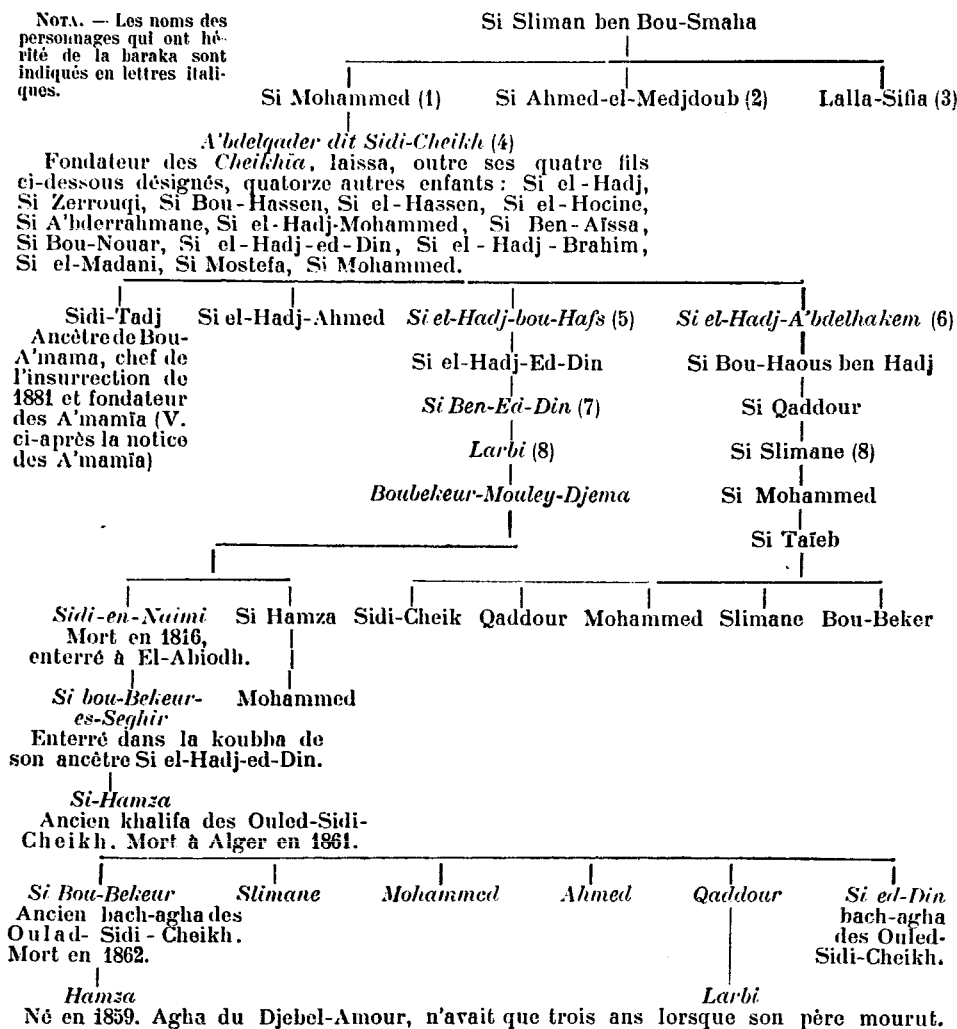 NOTA. — Les noms des
personnages qui ont hé-
rité de la baraka sont
indiqués en lettres itali-
ques.
Si Sliman ben Bou-Smaha
Si Mohammed (1) Si Ahmed-el-Medjdoub (2) Lalla-Sifia (3)
A'bdelqader dit Sidi-Cheikh (4)
Fondateur des Cheikhïa, laissa, outre ses quatre fils
ci-dessous désignés, quatorze autres enfants : Si el-Hadj,
Si Zerrouqi, Si Bou-Hassen, Si el-Hassen, Si el-Hocine,
Si A'bderrahmane, Si el-Hadj-Mohammed, Si Ben-Aïssa,
Si Bou-Nouar, Si el-Hadj-ed-Din, Si el-Hadj-Brahim,
Si el-Madani, Si Mostefa, Si Mohammed.
Sidi-Tadj Si el-Hadj-Ahmed Si el-Hadj-bou-Hafs (5) Si el-Hadj-A'bdelhakem (6)
Ancêtre de Bou-
A'mama, chef de
l'insurrection de
1881 et fondateur
des A'mamïa (V.
ci-après la notice
des A'mamïa)
Si el-Hadj-Ed-Din Si Bou-Haous ben Hadj
Si Ben-Ed-Din (7) Si Qaddour
Larbi (8) Si Slimane (8)
Boubekeur-Mouley-Djema Si Mohammed
Si Taïeb
Sidi-en-Naimi Si Hamza Sidi-Cheik Qaddour Mohammed Slimane Bou-Beker
Mort en 1816,
enterré à El-Abiodh.
Si bou-Bekeur- Mohammed
es-Seghir
Enterré dans la koubba de
son ancêtre Si el-Hadj-ed-Din.
Si-Hamza
Ancien khalifa des Ouled-Sidi-
Cheikh. Mort à Alger en 1861.
Si Bou-Bekeur Slimane Mohammed Ahmed Qaddour Si ed-Din
Ancien bach-agha des
Oulad- Sidi - Cheikh.
Mort en 1862.
bach-agha
des Ouled-
Sidi-Cheikh.
Hamza Larbi
Né en 1859. Agha du Djebel-Amour, n'avait que trois ans lorsque son père mourut.